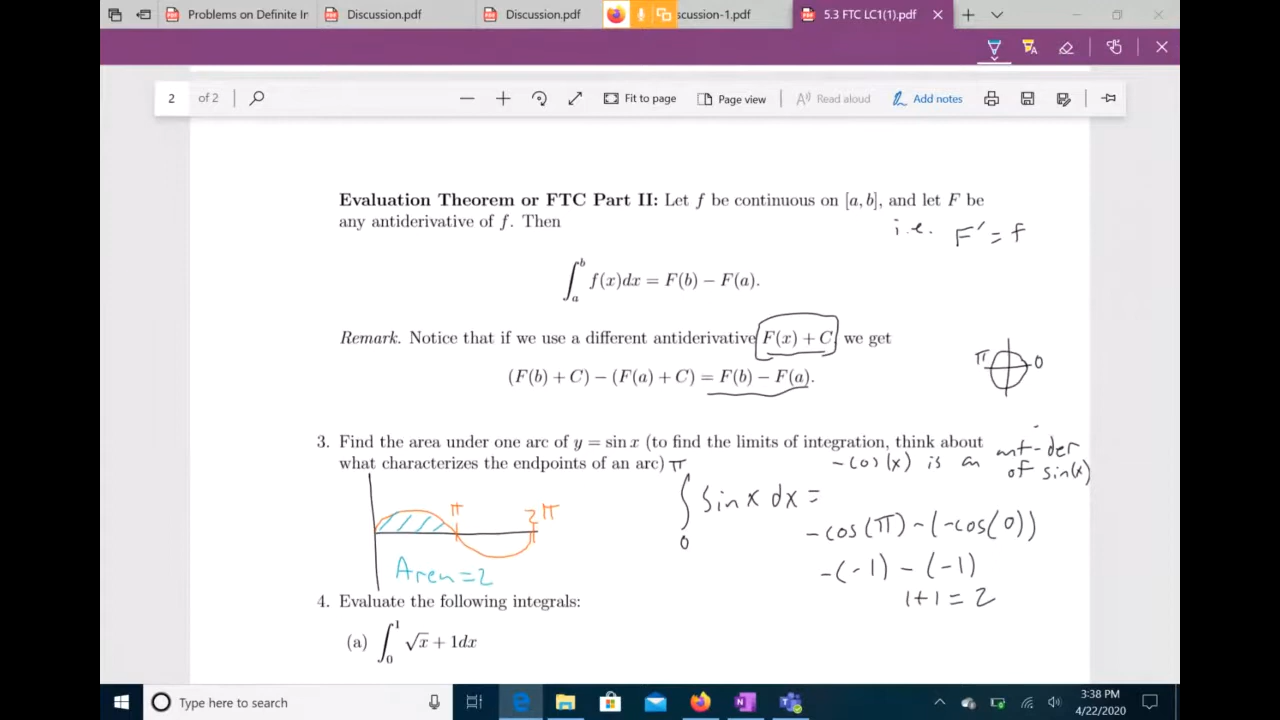 Problems on Definite In
Discussion.pdf
Discussion.pdf
scussion-1.pdf
5.3 FTC LC1(1).pdf
2 of 2
Fit to page
Page view
Read aloud
Add notes
Evaluation Theorem or FTC Part II: Let f be continuous on [a, b], and let F be
any antiderivative of f. Then
i.e. F′ = f
∫_a^b f(x)dx = F(b) − F(a).
Remark. Notice that if we use a different antiderivative F(x) + C we get
π 0
(F(b) + C) − (F(a) + C) = F(b) − F(a).
3. Find the area under one arc of y = sin x (to find the limits of integration, think about
what characterizes the endpoints of an arc)
-cos(x) is an ant-der
of sin(x)
∫_0^π sin x dx =
π 2π
-cos(π) - (-cos(0))
Area = 2
-(-1) - (-1)
1+1 = 2
4. Evaluate the following integrals:
(a) ∫_0^1 √x + 1dx
Type here to search
3:38 PM
4/22/2020